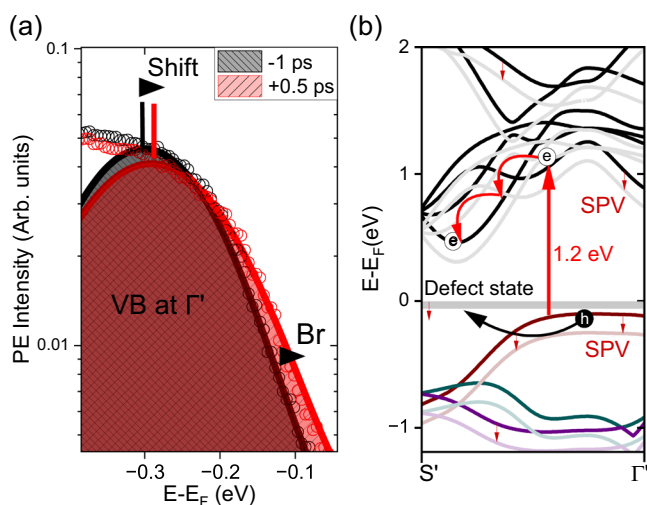 (a)
Shift
-1 ps
+0.5 ps
0.1
0.01
PE Intensity (Arb. units)
VB at Γ'
Br
−0.3
−0.2
−0.1
E-E_F (eV)
(b)
2
1
0
−1
E-E_F(eV)
e
e
SPV
1.2 eV
Defect state
h
SPV
S'
Γ'